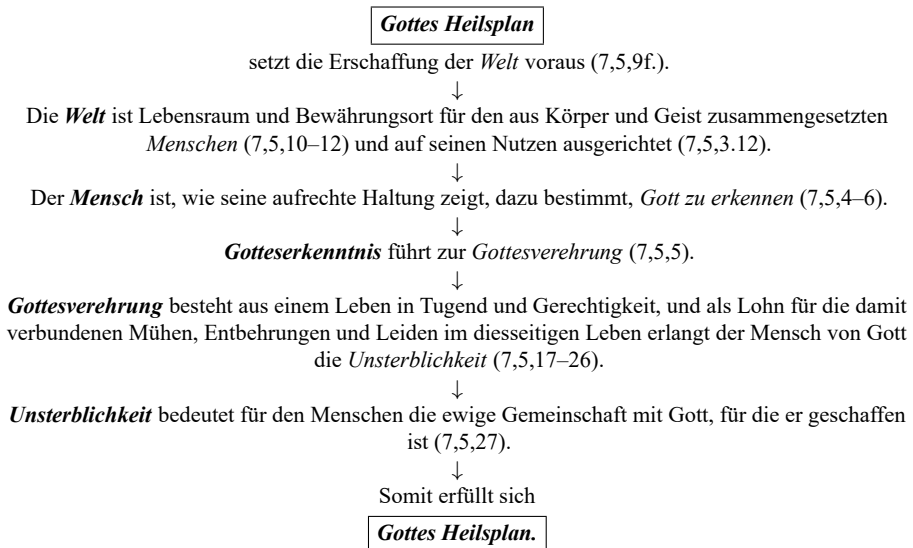 Gottes Heilsplan
setzt die Erschaffung der Welt voraus (7,5,9f.).
↓
Die Welt ist Lebensraum und Bewährungsort für den aus Körper und Geist zusammengesetzten
Menschen (7,5,10–12) und auf seinen Nutzen ausgerichtet (7,5,3.12).
↓
Der Mensch ist, wie seine aufrechte Haltung zeigt, dazu bestimmt, Gott zu erkennen (7,5,4–6).
↓
Gotteserkenntnis führt zur Gottesverehrung (7,5,5).
↓
Gottesverehrung besteht aus einem Leben in Tugend und Gerechtigkeit, und als Lohn für die damit
verbundenen Mühen, Entbehrungen und Leiden im diesseitigen Leben erlangt der Mensch von Gott
die Unsterblichkeit (7,5,17–26).
↓
Unsterblichkeit bedeutet für den Menschen die ewige Gemeinschaft mit Gott, für die er geschaffen
ist (7,5,27).
↓
Somit erfüllt sich
Gottes Heilsplan.